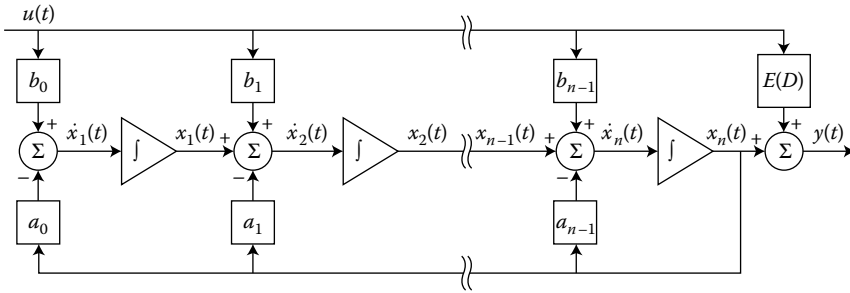 u(t)
b₀ b₁ bₙ₋₁ E(D)
+ + + +
Σ ẋ₁(t) ∫ x₁(t) + Σ ẋ₂(t) ∫ x₂(t) xₙ₋₁(t) + Σ ẋₙ(t) ∫ xₙ(t) + Σ y(t)
− − −
a₀ a₁ aₙ₋₁